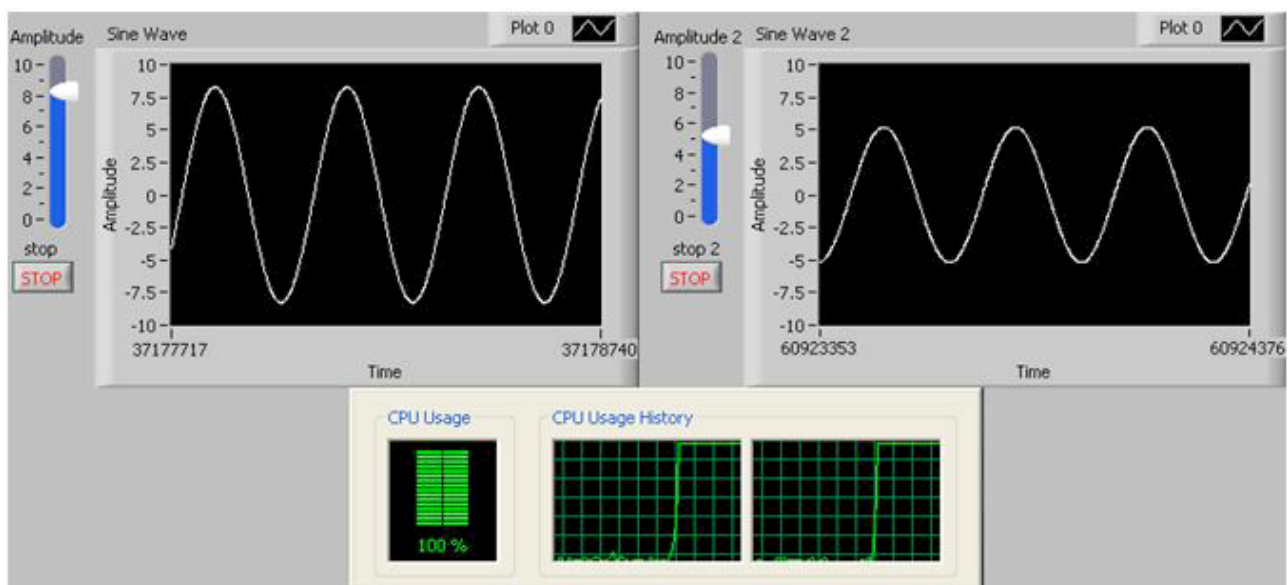 Amplitude
10
8
6
4
2
0
stop
STOP
Sine Wave
Plot 0
Amplitude
10
7.5
5
2.5
0
-2.5
-5
-7.5
-10
37177717
37178740
Time
Amplitude 2
10
8
6
4
2
0
stop 2
STOP
Sine Wave 2
Plot 0
Amplitude
10
7.5
5
2.5
0
-2.5
-5
-7.5
-10
60923353
60924376
Time
CPU Usage
100 %
CPU Usage History